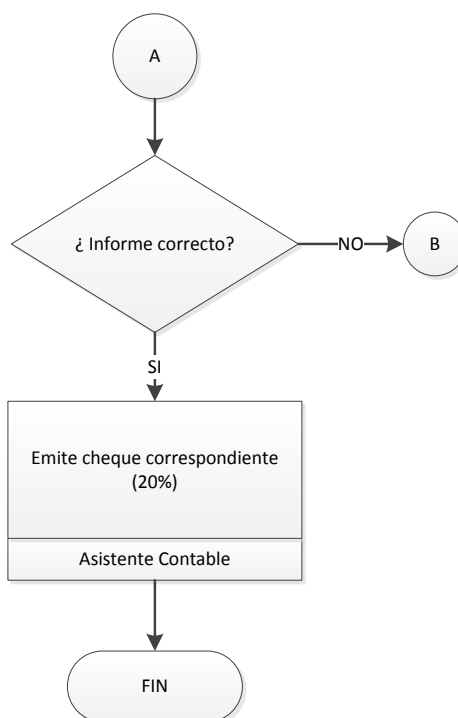 A
¿ Informe correcto?
NO
B
SI
Emite cheque correspondiente
(20%)
Asistente Contable
FIN